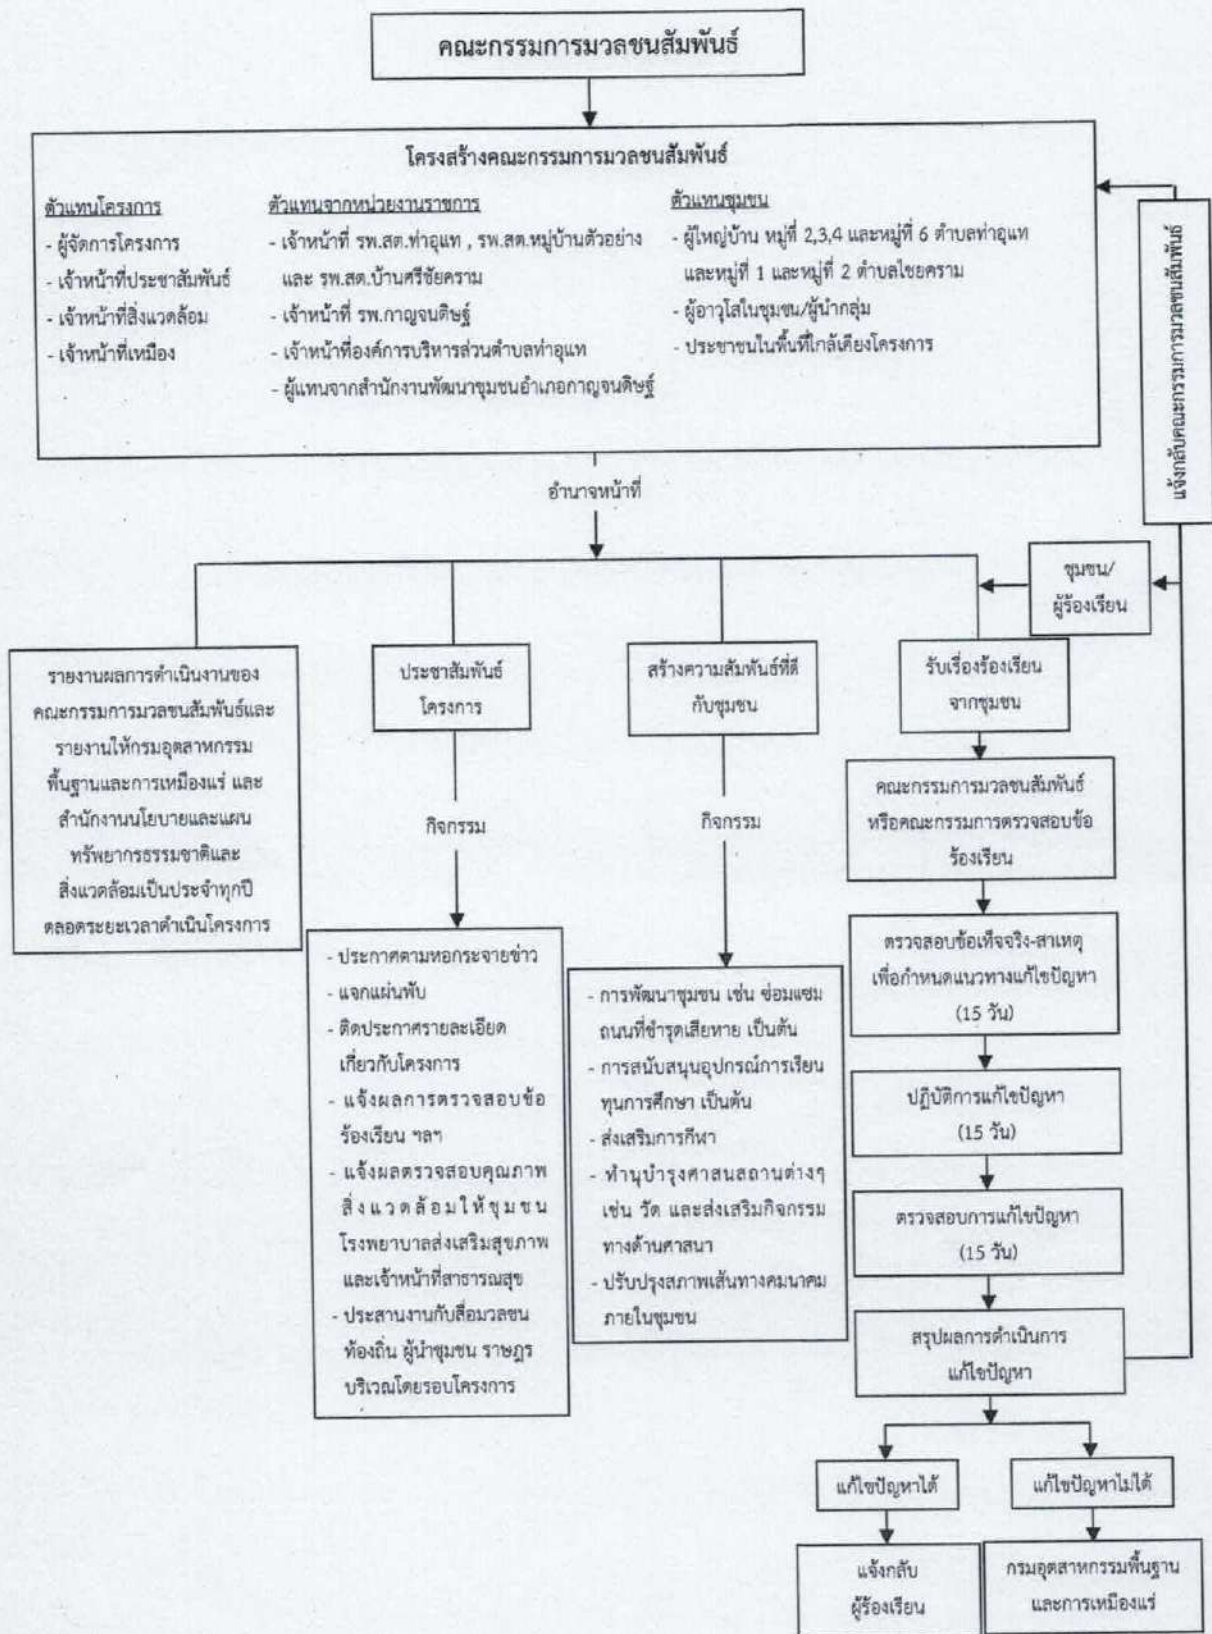 คณะกรรมการมวลชนสัมพันธ์
โครงสร้างคณะกรรมการมวลชนสัมพันธ์
ตัวแทนโครงการ
- ผู้จัดการโครงการ
- เจ้าหน้าที่ประชาสัมพันธ์
- เจ้าหน้าที่สิ่งแวดล้อม
- เจ้าหน้าที่เหมือง
ตัวแทนจากหน่วยงานราชการ
- เจ้าหน้าที่ รพ.สต.ท่าอุแท , รพ.สต.หมู่บ้านตัวอย่าง
และ รพ.สต.บ้านศรีชัยคราม
- เจ้าหน้าที่ รพ.กาญจนดิษฐ์
- เจ้าหน้าที่องค์การบริหารส่วนตำบลท่าอุแท
- ผู้แทนจากสำนักงานพัฒนาชุมชนอำเภอกาญจนดิษฐ์
ตัวแทนชุมชน
- ผู้ใหญ่บ้าน หมู่ที่ 2,3,4 และหมู่ที่ 6 ตำบลท่าอุแท
และหมู่ที่ 1 และหมู่ที่ 2 ตำบลไชยคราม
- ผู้อาวุโสในชุมชน/ผู้นำกลุ่ม
- ประชาชนในพื้นที่ใกล้เคียงโครงการ
แจ้งกลับคณะกรรมการมวลชนสัมพันธ์
อำนาจหน้าที่
ชุมชน/
ผู้ร้องเรียน
รายงานผลการดำเนินงานของ
คณะกรรมการมวลชนสัมพันธ์และ
รายงานให้กรมอุตสาหกรรม
พื้นฐานและการเหมืองแร่ และ
สำนักงานนโยบายและแผน
ทรัพยากรธรรมชาติและ
สิ่งแวดล้อมเป็นประจำทุกปี
ตลอดระยะเวลาดำเนินโครงการ
ประชาสัมพันธ์
โครงการ
กิจกรรม
- ประกาศตามหอกระจายข่าว
- แจกแผ่นพับ
- ติดประกาศรายละเอียด
เกี่ยวกับโครงการ
- แจ้งผลการตรวจสอบข้อ
ร้องเรียน ฯลฯ
- แจ้งผลตรวจสอบคุณภาพ
สิ่งแวดล้อมให้ชุมชน
โรงพยาบาลส่งเสริมสุขภาพ
และเจ้าหน้าที่สาธารณสุข
- ประสานงานกับสื่อมวลชน
ท้องถิ่น ผู้นำชุมชน ราษฎร
บริเวณโดยรอบโครงการ
สร้างความสัมพันธ์ที่ดี
กับชุมชน
กิจกรรม
- การพัฒนาชุมชน เช่น ซ่อมแซม
ถนนที่ชำรุดเสียหาย เป็นต้น
- การสนับสนุนอุปกรณ์การเรียน
ทุนการศึกษา เป็นต้น
- ส่งเสริมการกีฬา
- ทำนุบำรุงศาสนสถานต่างๆ
เช่น วัด และส่งเสริมกิจกรรม
ทางด้านศาสนา
- ปรับปรุงสภาพเส้นทางคมนาคม
ภายในชุมชน
รับเรื่องร้องเรียน
จากชุมชน
คณะกรรมการมวลชนสัมพันธ์
หรือคณะกรรมการตรวจสอบข้อ
ร้องเรียน
ตรวจสอบข้อเท็จจริง-สาเหตุ
เพื่อกำหนดแนวทางแก้ไขปัญหา
(15 วัน)
ปฏิบัติการแก้ไขปัญหา
(15 วัน)
ตรวจสอบการแก้ไขปัญหา
(15 วัน)
สรุปผลการดำเนินการ
แก้ไขปัญหา
แก้ไขปัญหาได้
แก้ไขปัญหาไม่ได้
แจ้งกลับ
ผู้ร้องเรียน
กรมอุตสาหกรรมพื้นฐาน
และการเหมืองแร่